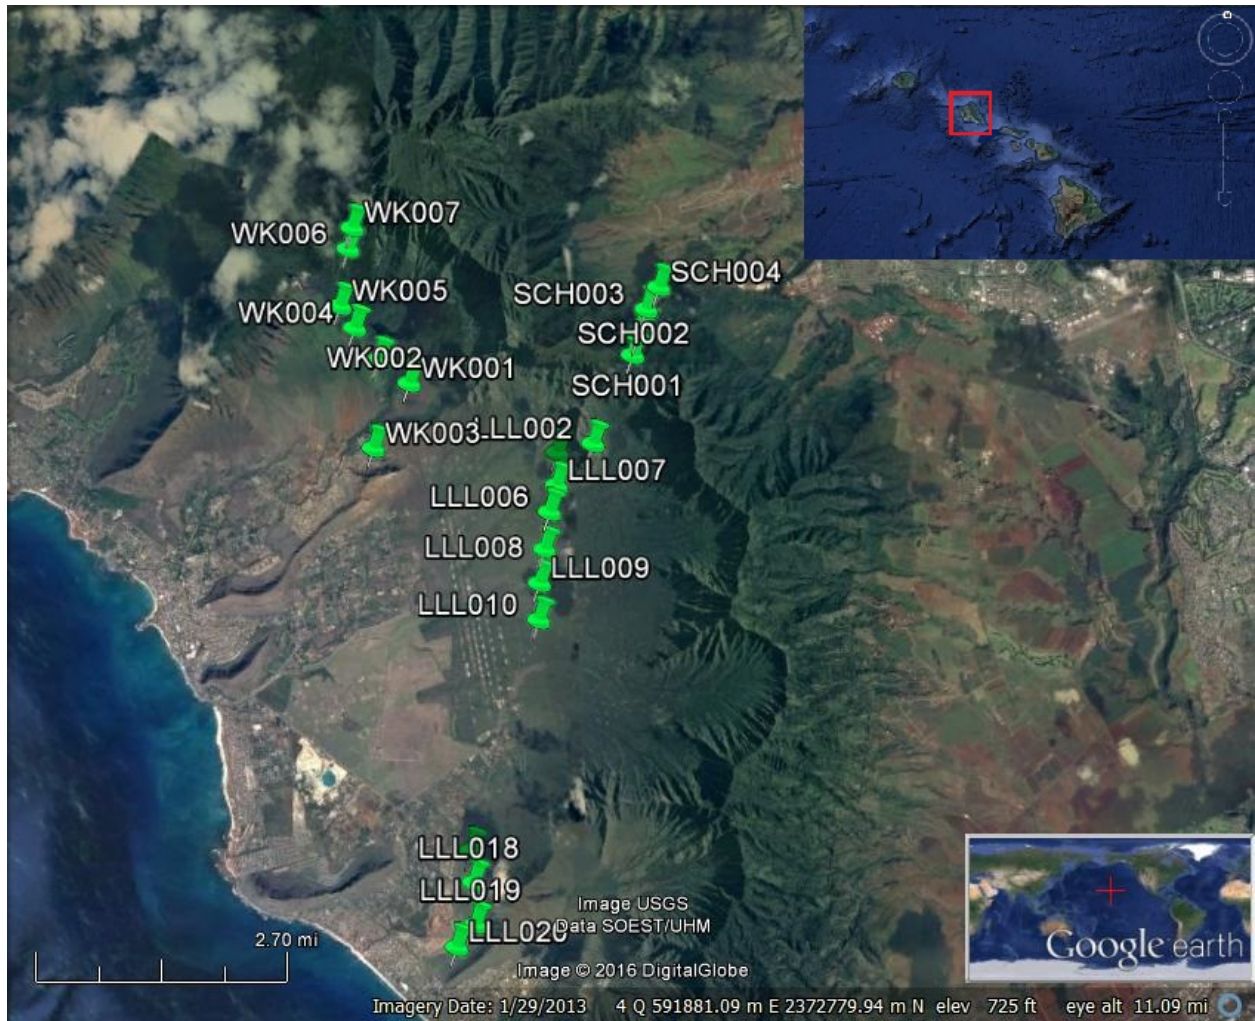 WK007
WK006
WK005
WK004
WK002
WK001
WK003
SCH004
SCH003
SCH002
SCH001
LL002
LLL007
LLL006
LLL008
LLL009
LLL010
LLL018
LLL019
LLL020
Image USGS
Data SOEST/UHM
2.70 mi
Image © 2016 DigitalGlobe
Google earth
Imagery Date: 1/29/2013 4 Q 591881.09 m E 2372779.94 m N elev 725 ft eye alt 11.09 mi